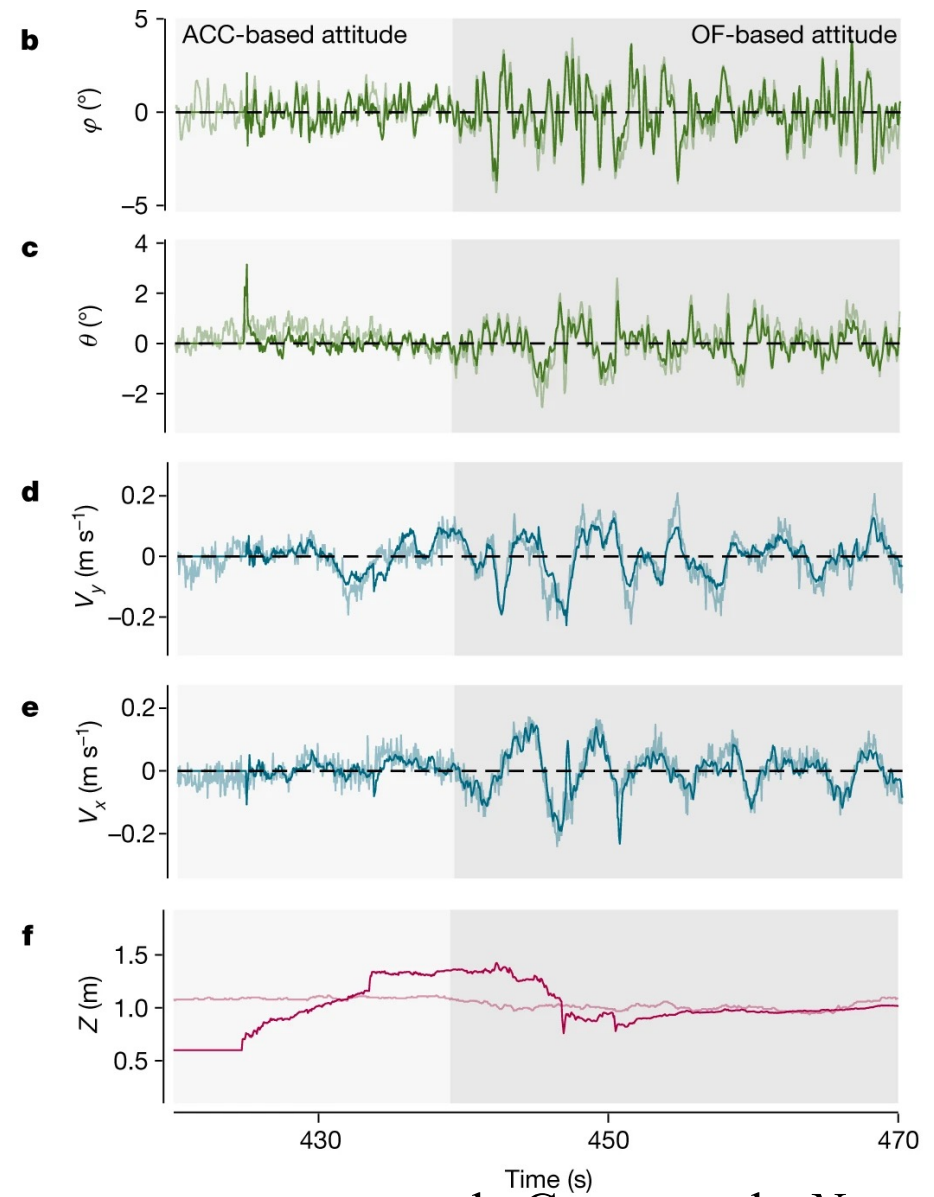 b
ACC-based attitude
OF-based attitude
φ (°)
5
0
−5
c
θ (°)
4
2
0
−2
d
Vy (m s−1)
0.2
0
−0.2
e
Vx (m s−1)
0.2
0
−0.2
f
Z (m)
1.5
1.0
0.5
430
450
470
Time (s)